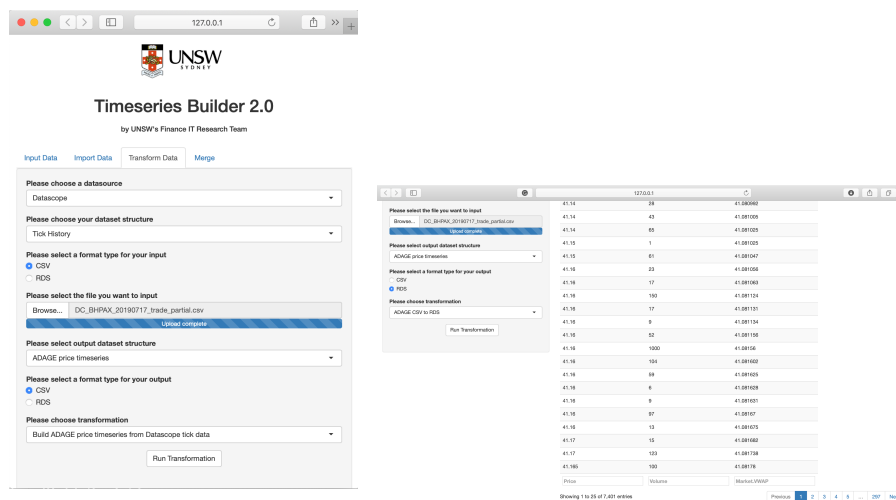 127.0.0.1
UNSW
SYDNEY
Timeseries Builder 2.0
by UNSW's Finance IT Research Team
Input Data Import Data Transform Data Merge
Please choose a datasource
Datascope
Please choose your dataset structure
Tick History
Please select a format type for your input
CSV
RDS
Please select the file you want to input
Browse... DC_BHPAX_20190717_trade_partial.csv
Upload complete
Please select output dataset structure
ADAGE price timeseries
Please select a format type for your output
CSV
RDS
Please choose transformation
Build ADAGE price timeseries from Datascope tick data
Run Transformation
127.0.0.1
Please select the file you want to input
Browse... DC_BHPAX_20190717_trade_partial.csv
Upload complete
Please select output dataset structure
ADAGE price timeseries
Please select a format type for your output
CSV
RDS
Please choose transformation
ADAGE CSV to RDS
Run Transformation
41.14 28 41.080992
41.14 43 41.081005
41.14 65 41.081025
41.15 1 41.081025
41.15 61 41.081047
41.16 23 41.081056
41.16 17 41.081063
41.16 150 41.081124
41.16 17 41.081131
41.16 9 41.081134
41.16 52 41.081156
41.16 1000 41.08156
41.16 104 41.081602
41.16 59 41.081625
41.16 6 41.081628
41.16 9 41.081631
41.16 97 41.08167
41.16 13 41.081675
41.17 15 41.081682
41.17 123 41.081738
41.165 100 41.08178
Price Volume Market.VWAP
Showing 1 to 25 of 7,401 entries
Previous 1 2 3 4 5 ... 297